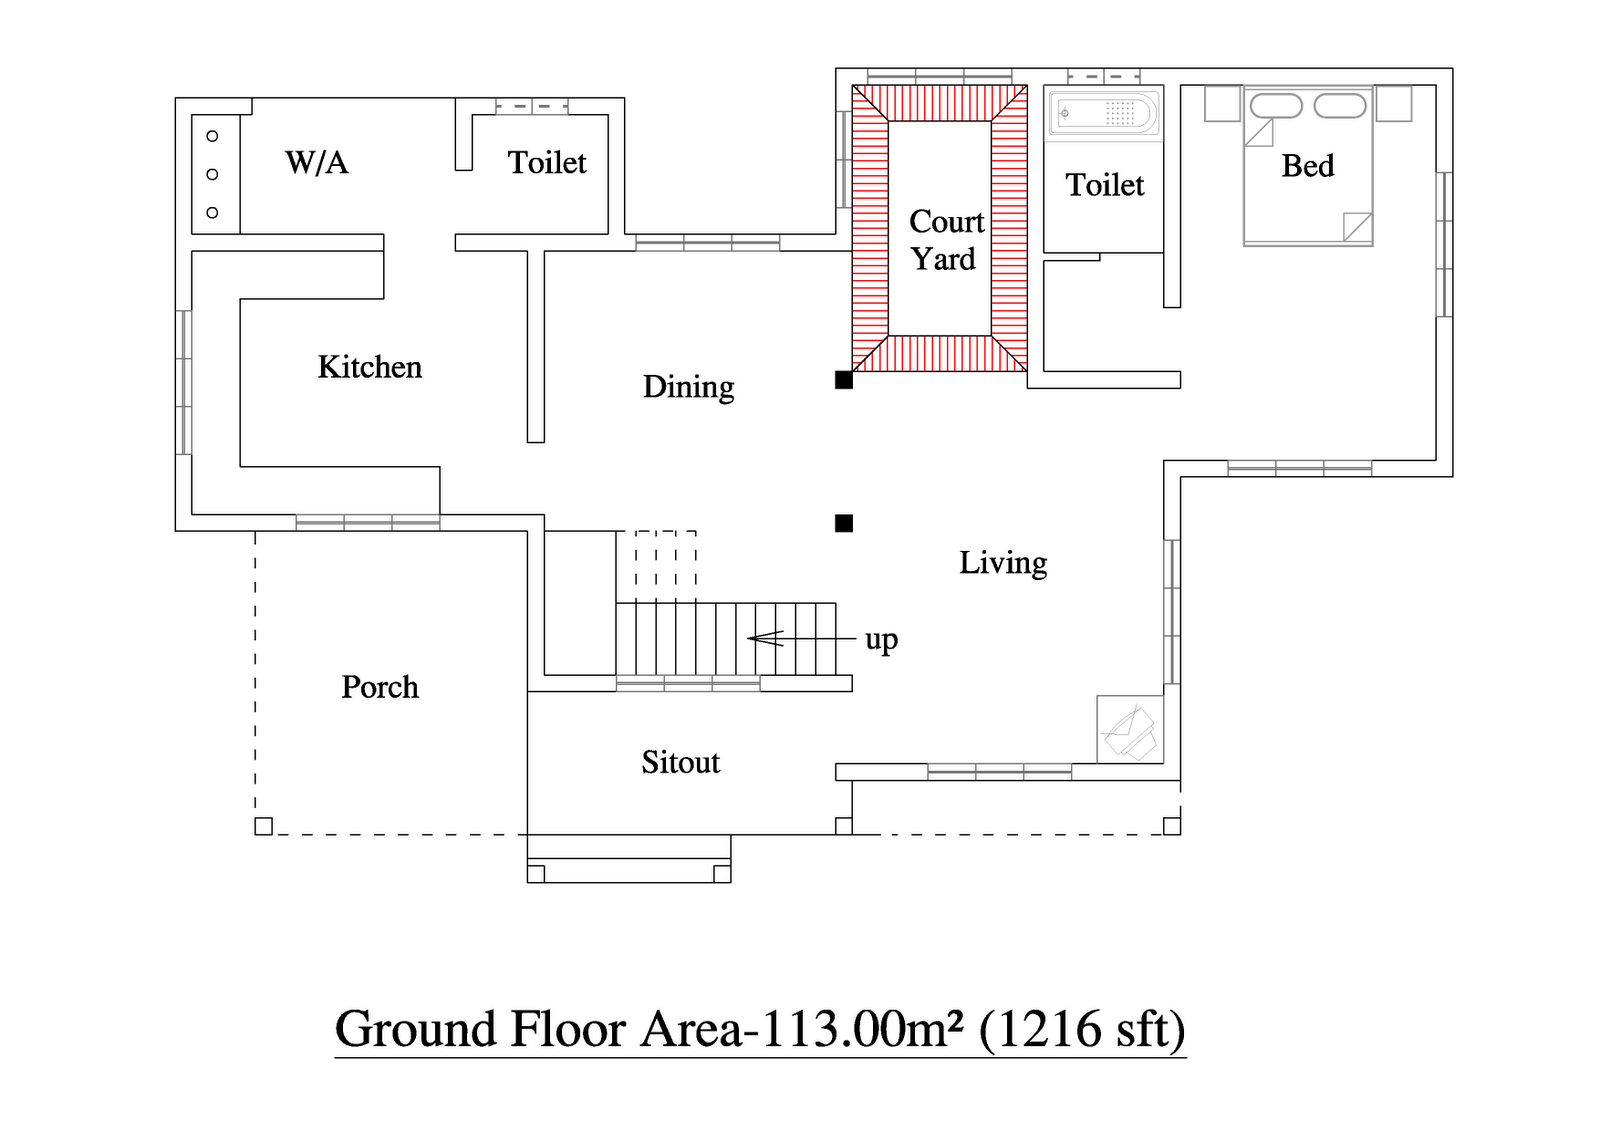 W/A
Toilet
Court
Yard
Toilet
Bed
Kitchen
Dining
Living
up
Porch
Sitout
Ground Floor Area-113.00m² (1216 sft)